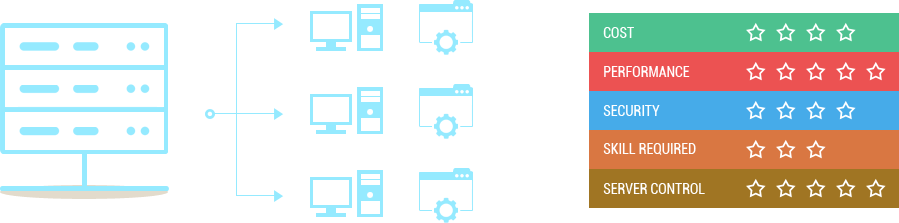 COST
PERFORMANCE
SECURITY
SKILL REQUIRED
SERVER CONTROL